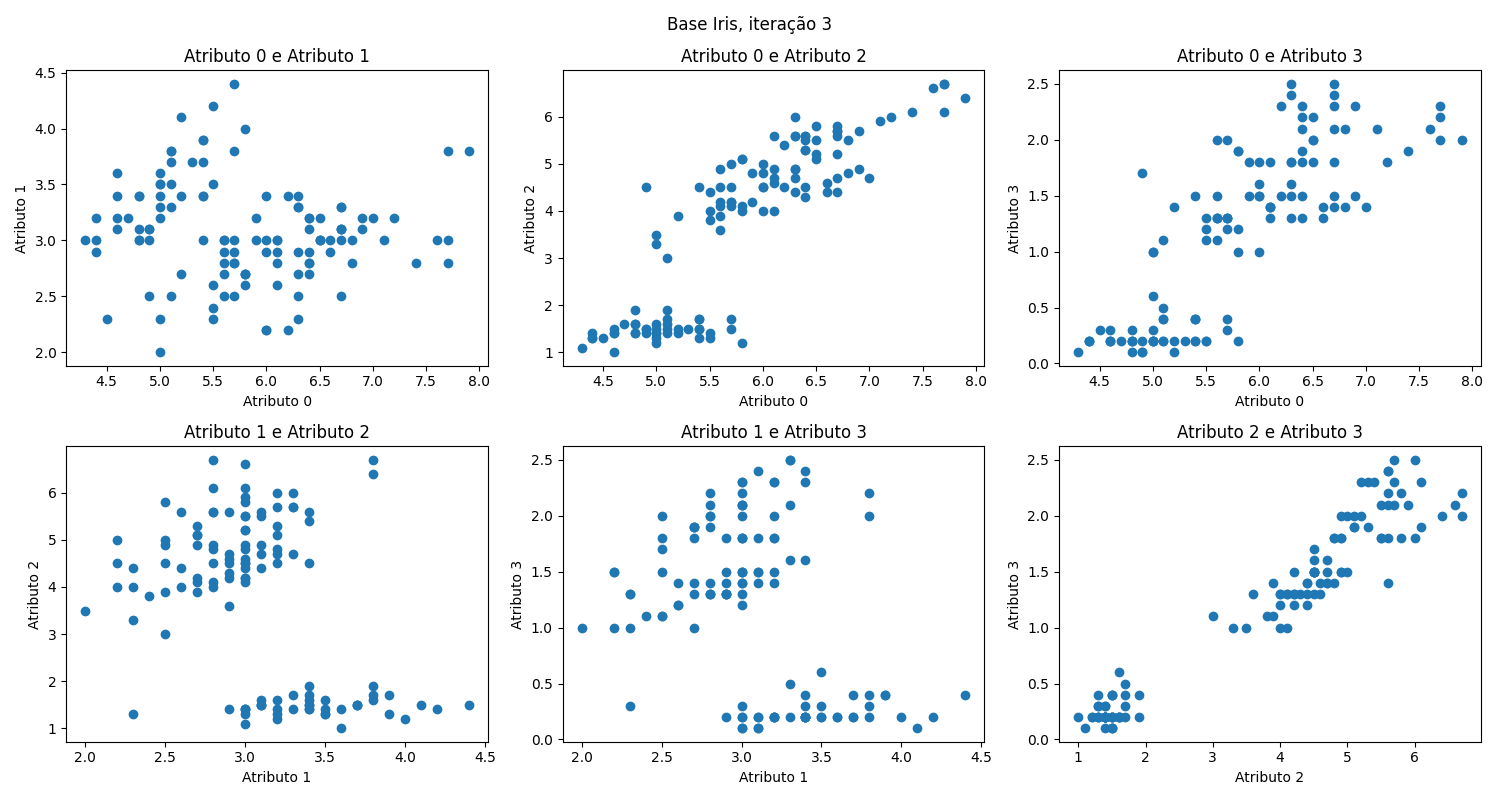 Base Iris, iteração 3
Atributo 0 e Atributo 1
4.5
4.0
3.5
3.0
2.5
2.0
Atributo 1
4.5 5.0 5.5 6.0 6.5 7.0 7.5 8.0
Atributo 0
Atributo 0 e Atributo 2
6
5
4
3
2
1
Atributo 2
4.5 5.0 5.5 6.0 6.5 7.0 7.5 8.0
Atributo 0
Atributo 0 e Atributo 3
2.5
2.0
1.5
1.0
0.5
0.0
Atributo 3
4.5 5.0 5.5 6.0 6.5 7.0 7.5 8.0
Atributo 0
Atributo 1 e Atributo 2
6
5
4
3
2
1
Atributo 2
2.0 2.5 3.0 3.5 4.0 4.5
Atributo 1
Atributo 1 e Atributo 3
2.5
2.0
1.5
1.0
0.5
0.0
Atributo 3
2.0 2.5 3.0 3.5 4.0 4.5
Atributo 1
Atributo 2 e Atributo 3
2.5
2.0
1.5
1.0
0.5
0.0
Atributo 3
1 2 3 4 5 6
Atributo 2